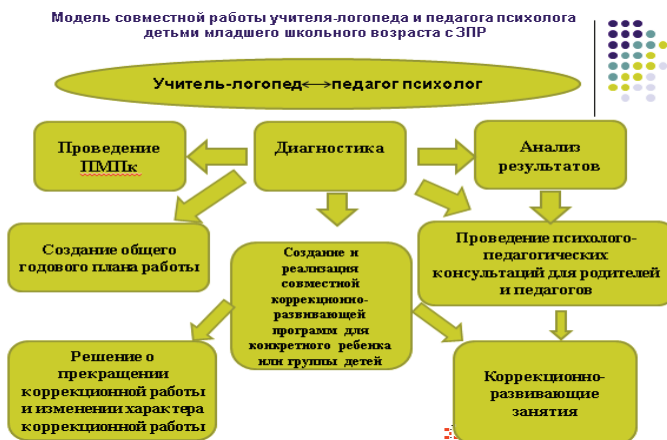 Модель совместной работы учителя-логопеда и педагога психолога
детьми младшего школьного возраста с ЗПР
Учитель-логопед⟷педагог психолог
Проведение
ПМПк
Диагностика
Анализ
результатов
Создание общего
годового плана работы
Создание и
реализация
совместной
коррекционно-
развивающей
программ для
конкретного ребенка
или группы детей
Проведение психолого-
педагогических
консультаций для родителей
и педагогов
Решение о
прекращении
коррекционной работы
и изменении характера
коррекционной работы
Коррекционно-
развивающие
занятия